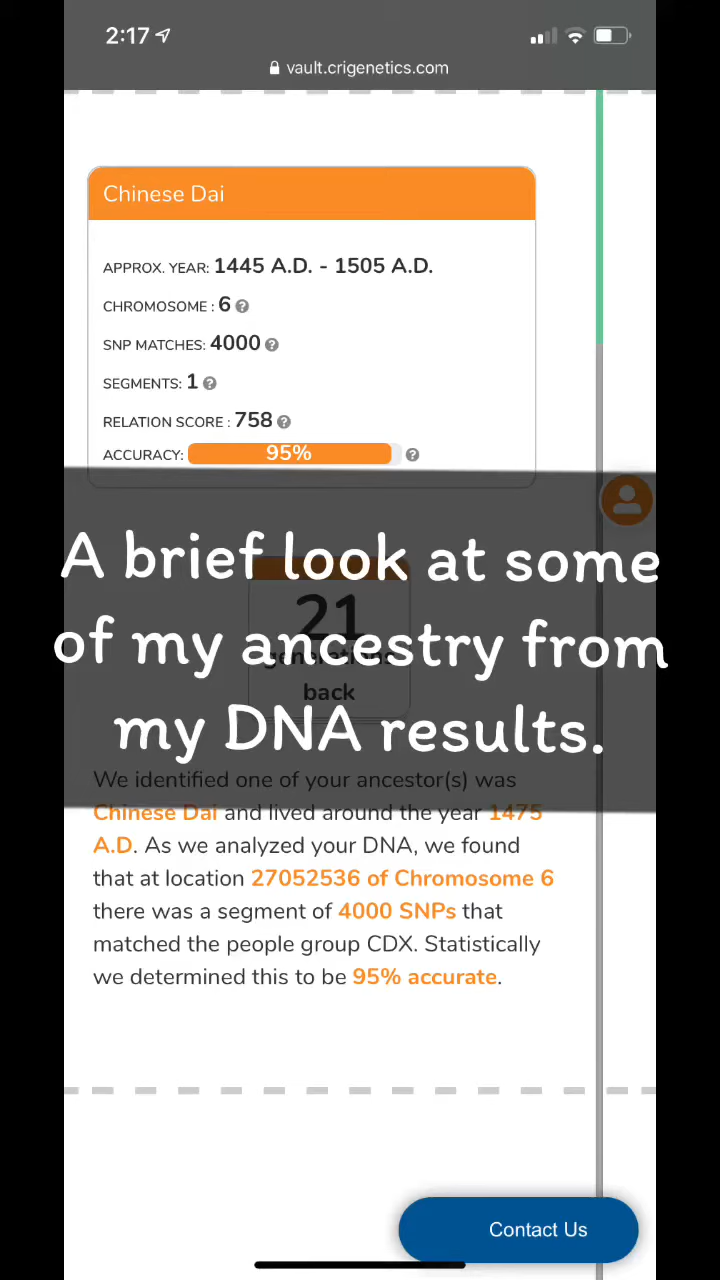 2:17
vault.crigenetics.com
Chinese Dai
APPROX. YEAR: 1445 A.D. - 1505 A.D.
CHROMOSOME : 6 ?
SNP MATCHES: 4000 ?
SEGMENTS: 1 ?
RELATION SCORE : 758 ?
ACCURACY: 95% ?
A brief look at some
21
of my ancestry from
generations
back
my DNA results.
We identified one of your ancestor(s) was
Chinese Dai and lived around the year 1475
A.D. As we analyzed your DNA, we found
that at location 27052536 of Chromosome 6
there was a segment of 4000 SNPs that
matched the people group CDX. Statistically
we determined this to be 95% accurate.
Contact Us